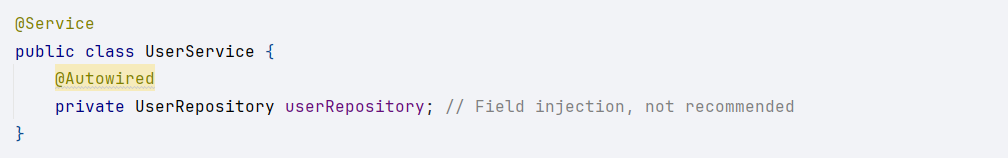 @Service
public class UserService {
    @Autowired
    private UserRepository userRepository; // Field injection, not recommended
}